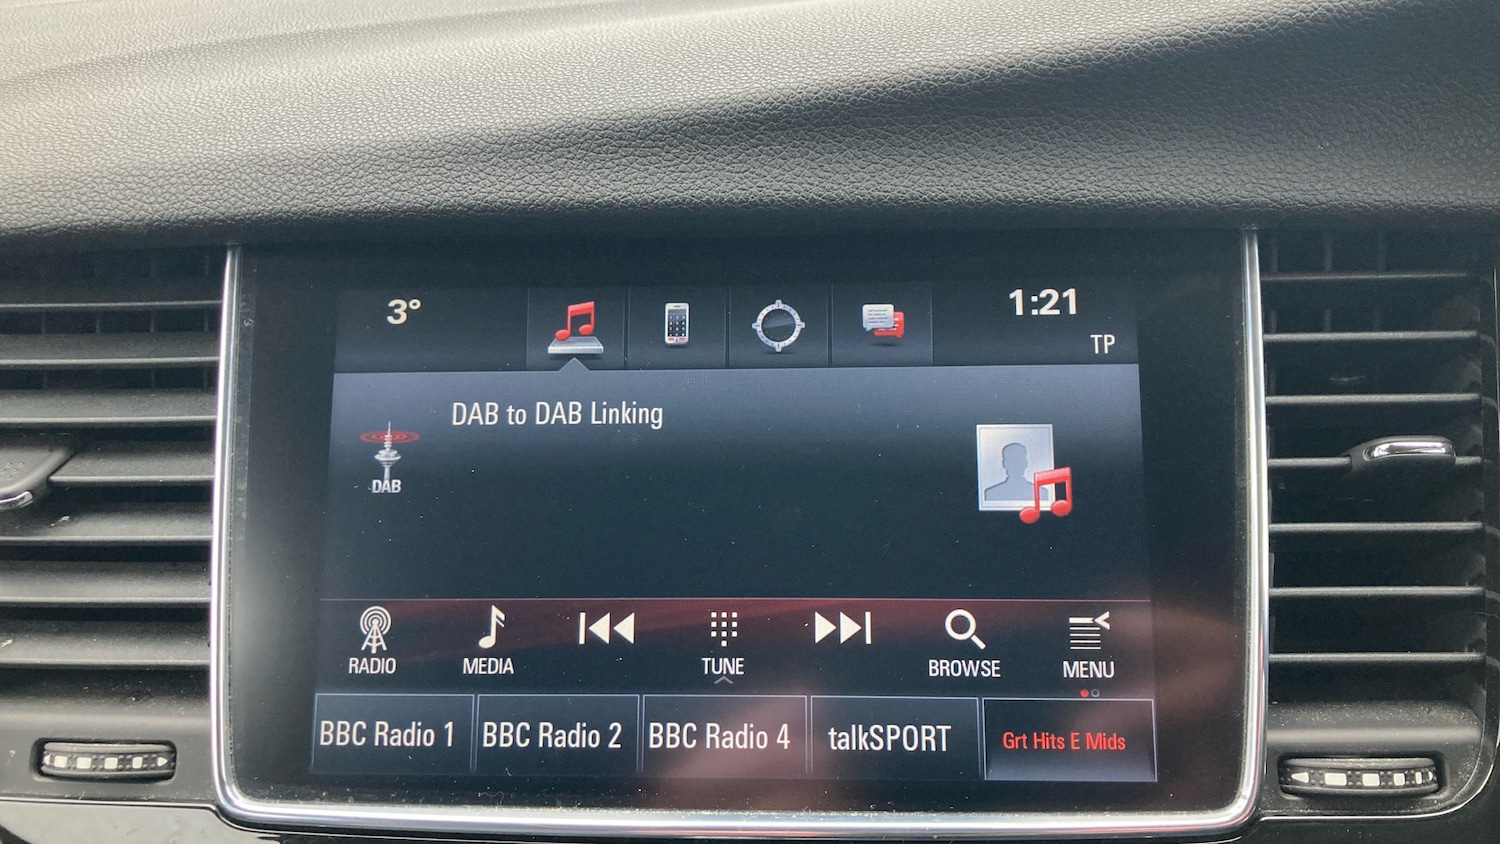 3°
1:21
TP
DAB to DAB Linking
DAB
RADIO
MEDIA
TUNE
BROWSE
MENU
BBC Radio 1
BBC Radio 2
BBC Radio 4
talkSPORT
Grt Hits E Mids